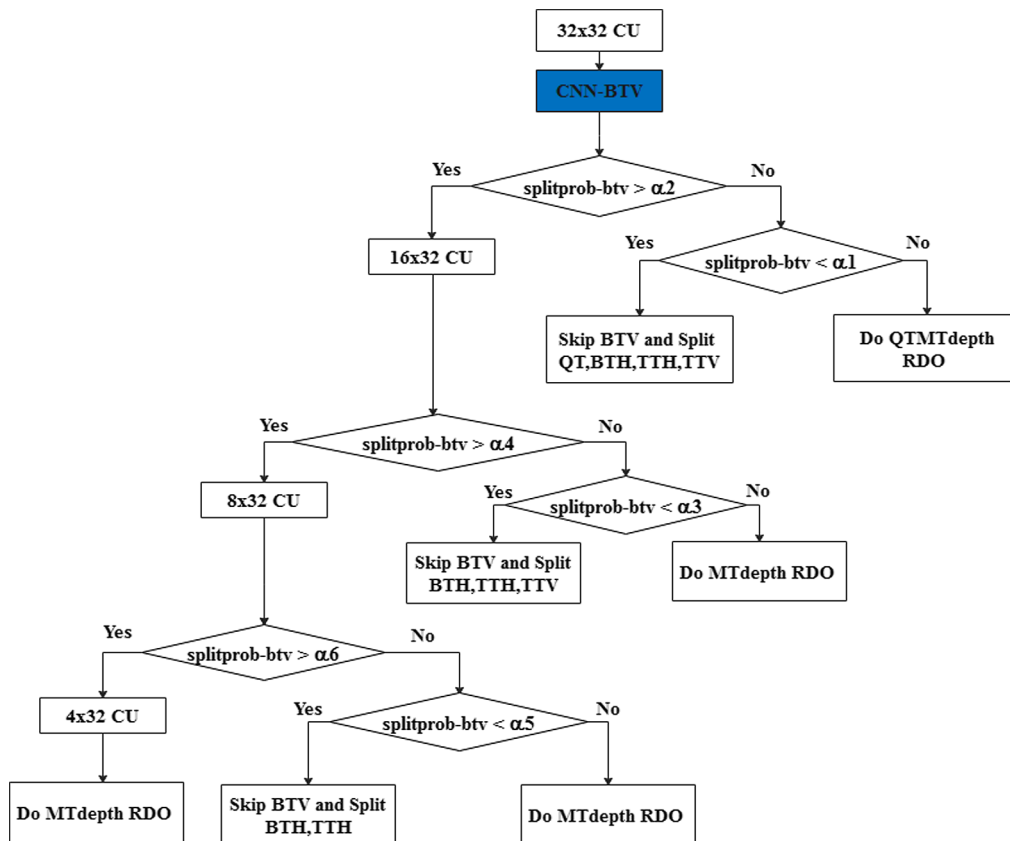 32x32 CU
CNN-BTV
Yes
No
splitprob-btv > α2
16x32 CU
Yes
No
splitprob-btv < α1
Skip BTV and Split
QT,BTH,TTH,TTV
Do QTMTdepth
RDO
Yes
No
splitprob-btv > α4
8x32 CU
Yes
No
splitprob-btv < α3
Skip BTV and Split
BTH,TTH,TTV
Do MTdepth RDO
Yes
No
splitprob-btv > α6
4x32 CU
Yes
No
splitprob-btv < α5
Do MTdepth RDO
Skip BTV and Split
BTH,TTH
Do MTdepth RDO